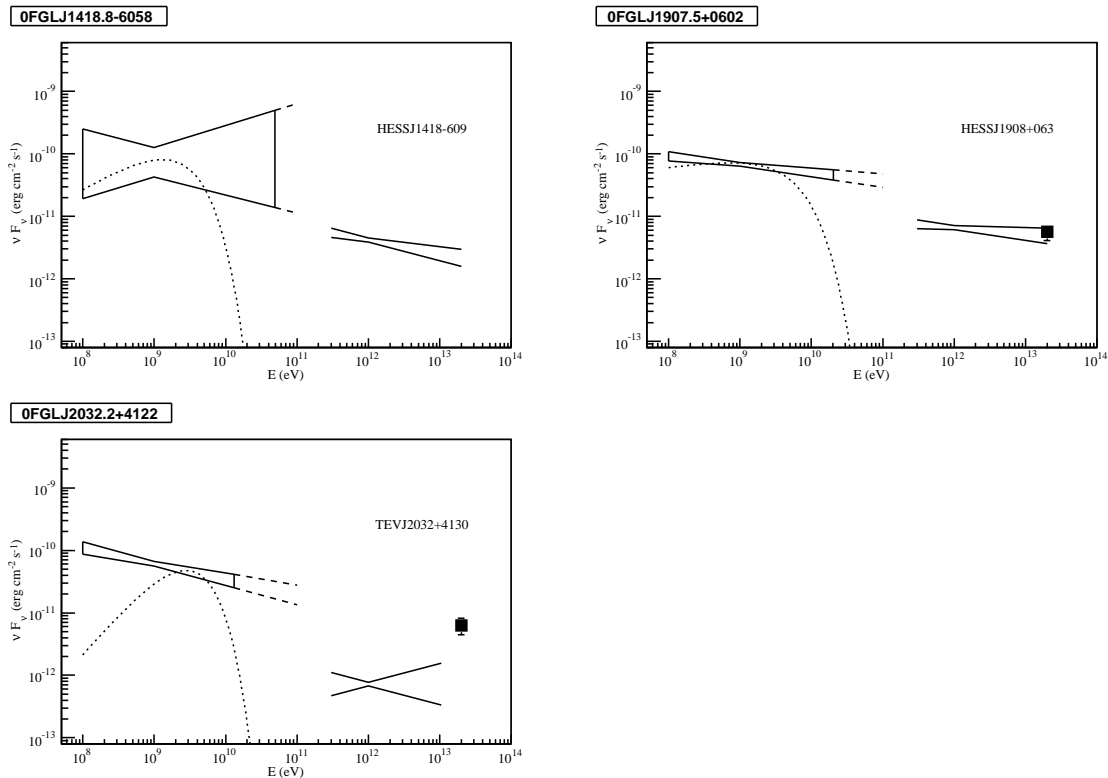 0FGLJ1418.8-6058
HESSJ1418-609
ν Fν (erg cm-2 s-1)
10-9
10-10
10-11
10-12
10-13
10^8 10^9 10^10 10^11 10^12 10^13 10^14
E (eV)
0FGLJ1907.5+0602
HESSJ1908+063
ν Fν (erg cm-2 s-1)
10-9
10-10
10-11
10-12
10-13
10^8 10^9 10^10 10^11 10^12 10^13 10^14
E (eV)
0FGLJ2032.2+4122
TEVJ2032+4130
ν Fν (erg cm-2 s-1)
10-9
10-10
10-11
10-12
10-13
10^8 10^9 10^10 10^11 10^12 10^13 10^14
E (eV)